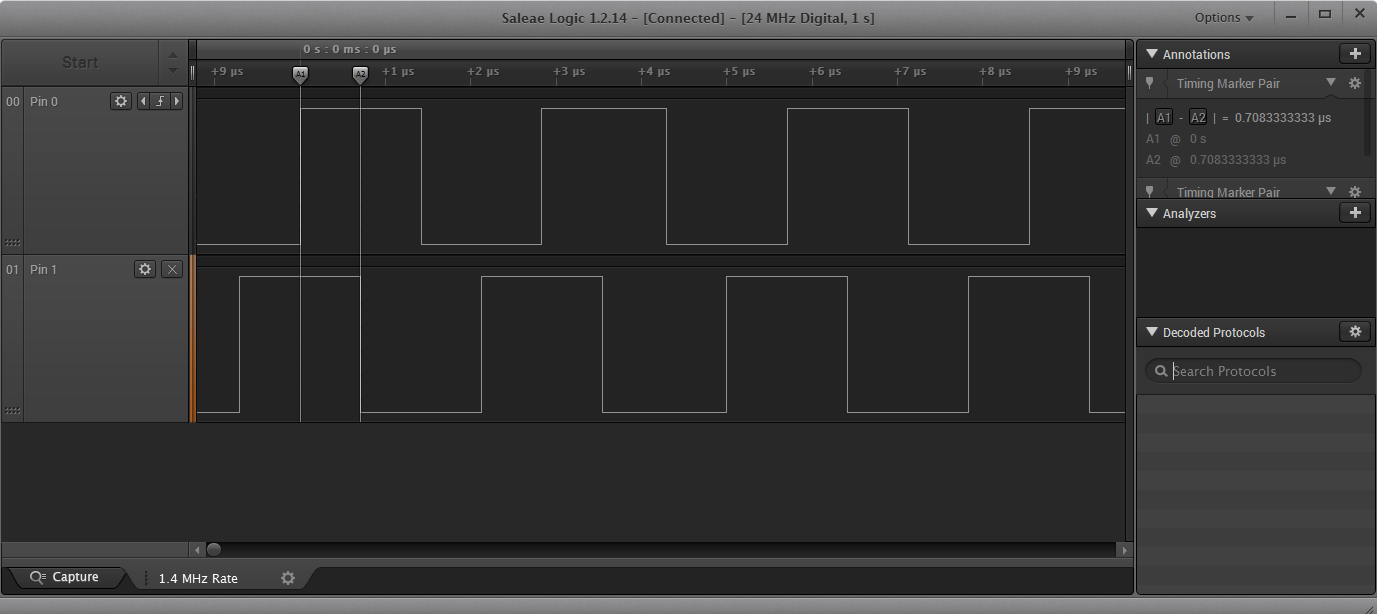 Saleae Logic 1.2.14 - [Connected] - [24 MHz Digital, 1 s]
Options
Start
0 s : 0 ms : 0 µs
+9 µs A1 A2 +1 µs +2 µs +3 µs +4 µs +5 µs +6 µs +7 µs +8 µs +9 µs
00 Pin 0
01 Pin 1
Annotations
Timing Marker Pair
| A1 - A2 | = 0.7083333333 µs
A1 @ 0 s
A2 @ 0.7083333333 µs
Timing Marker Pair
Analyzers
Decoded Protocols
Search Protocols
Capture
1.4 MHz Rate